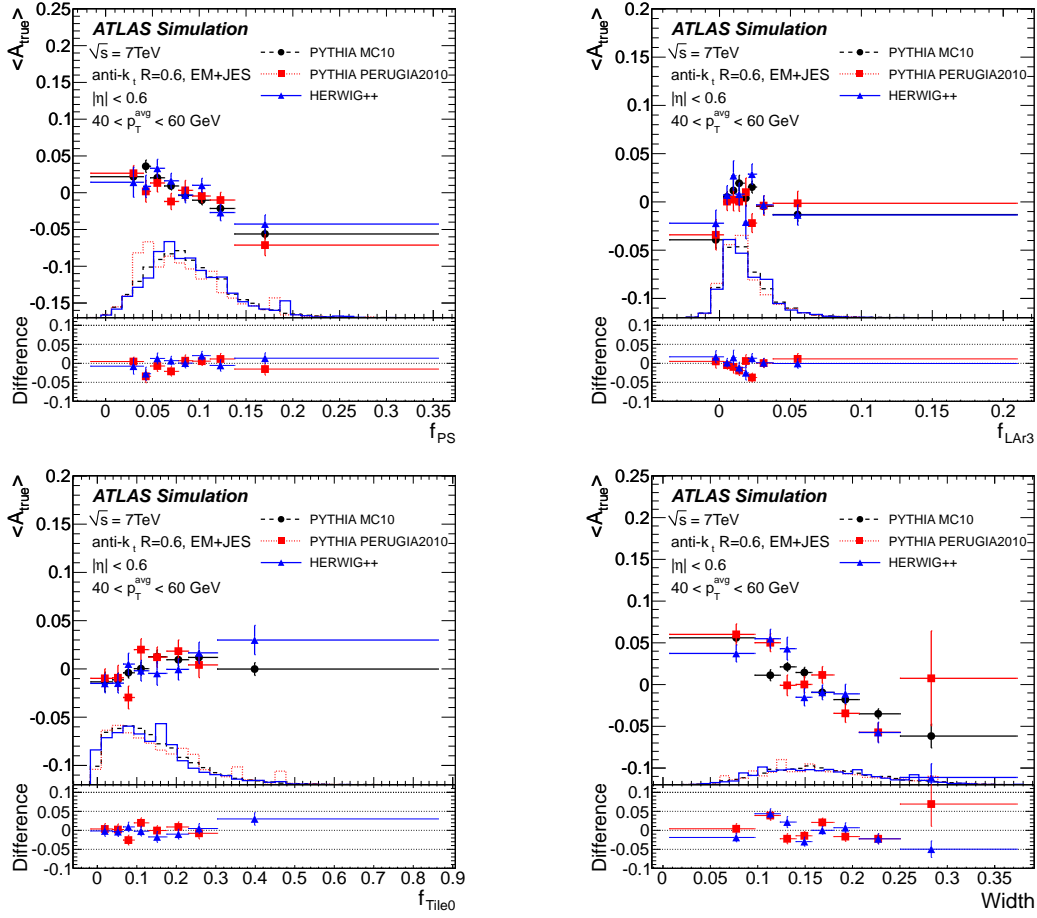 <A_true>
0.2
0.15
0.1
0.05
0
-0.05
-0.1
-0.15
ATLAS Simulation
√s = 7TeV
anti-k_t R=0.6, EM+JES
|η| < 0.6
40 < p_T^avg < 60 GeV
PYTHIA MC10
PYTHIA PERUGIA2010
HERWIG++
Difference
0.1
0.05
0
-0.05
-0.1
0 0.05 0.1 0.15 0.2 0.25 0.3 0.35
f_PS
<A_true>
0.2
0.15
0.1
0.05
0
-0.05
-0.1
ATLAS Simulation
√s = 7TeV
anti-k_t R=0.6, EM+JES
|η| < 0.6
40 < p_T^avg < 60 GeV
PYTHIA MC10
PYTHIA PERUGIA2010
HERWIG++
Difference
0.1
0.05
0
-0.05
-0.1
0 0.05 0.1 0.15 0.2
f_LAr3
<A_true>
0.2
0.15
0.1
0.05
0
-0.05
-0.1
ATLAS Simulation
√s = 7TeV
anti-k_t R=0.6, EM+JES
|η| < 0.6
40 < p_T^avg < 60 GeV
PYTHIA MC10
PYTHIA PERUGIA2010
HERWIG++
Difference
0.1
0.05
0
-0.05
-0.1
0 0.1 0.2 0.3 0.4 0.5 0.6 0.7 0.8 0.9
f_Tile0
<A_true>
0.25
0.2
0.15
0.1
0.05
0
-0.05
-0.1
ATLAS Simulation
√s = 7TeV
anti-k_t R=0.6, EM+JES
|η| < 0.6
40 < p_T^avg < 60 GeV
PYTHIA MC10
PYTHIA PERUGIA2010
HERWIG++
Difference
0.1
0.05
0
-0.05
-0.1
0 0.05 0.1 0.15 0.2 0.25 0.3 0.35
Width